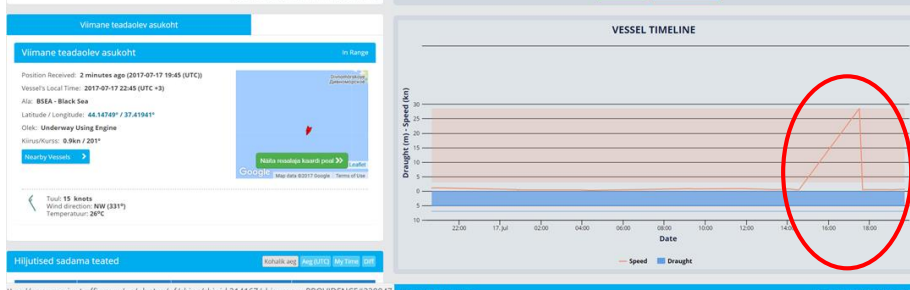 Viimane teadaolev asukoht
Viimane teadaolev asukoht
In Range
Position Received: 2 minutes ago (2017-07-17 19:45 (UTC))
Vessel's Local Time: 2017-07-17 22:45 (UTC +3)
Ala: BSEA - Black Sea
Latitude / Longitude: 44.14749° / 37.41941°
Olek: Underway Using Engine
Kiirus/Kurss: 0.9kn / 201°
Nearby Vessels
Näita reaalaja kaardi peal
Leaflet
Google
Map data ©2017 Google
Terms of Use
Tuul: 15 knots
Wind direction: NW (331°)
Temperatuur: 26°C
Hiljutised sadama teated
Kohalik aeg
Aeg (UTC)
My Time
Diff
VESSEL TIMELINE
Draught (m) - Speed (kn)
30
25
20
15
10
5
0
5
10
22:00
17. Jul
02:00
04:00
06:00
08:00
10:00
12:00
14:00
16:00
18:00
Date
Speed
Draught